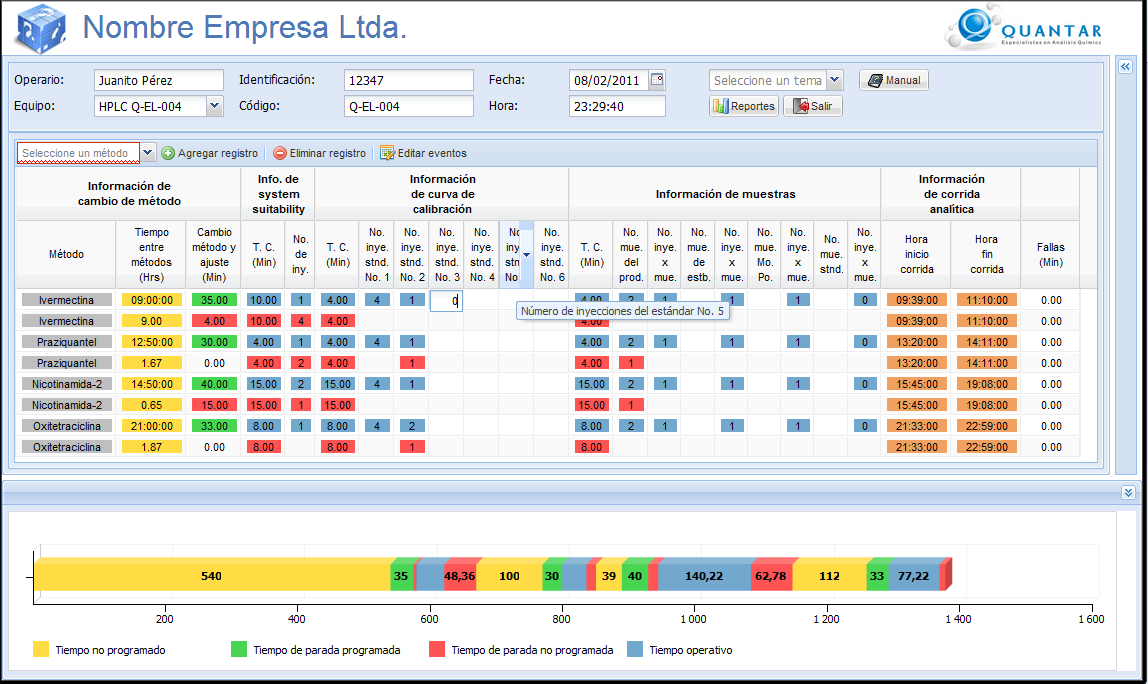 Nombre Empresa Ltda.
QUANTAR
Especialistas en Análisis Químico
Operario: Juanito Pérez Identificación: 12347 Fecha: 08/02/2011 Seleccione un tema Manual
Equipo: HPLC Q-EL-004 Código: Q-EL-004 Hora: 23:29:40 Reportes Salir
Seleccione un método Agregar registro Eliminar registro Editar eventos
Información de cambio de método Info. de system suitability Información de curva de calibración Información de muestras Información de corrida analítica
Método Tiempo entre métodos (Hrs) Cambio método y ajuste (Min) T. C. (Min) No. de iny. T. C. (Min) No. inye. stnd. No. 1 No. inye. stnd. No. 2 No. inye. stnd. No. 3 No. inye. stnd. No. 4 No. inye. stnd. No. 6 T. C. (Min) No. mue. del prod. No. inye. x mue. No. mue. de estb. No. inye. x mue. No. mue. Mo. Po. No. inye. x mue. No. mue. stnd. No. inye. x mue. Hora inicio corrida Hora fin corrida Fallas (Min)
Ivermectina 09:00:00 35.00 10.00 1 4.00 4 1 0 4.00 2 1 1 1 0 09:39:00 11:10:00 0.00
Número de inyecciones del estándar No. 5
Ivermectina 9.00 4.00 10.00 4 4.00 4.00 09:39:00 11:10:00 0.00
Praziquantel 12:50:00 30.00 4.00 1 4.00 4 1 4.00 2 1 1 1 0 13:20:00 14:11:00 0.00
Praziquantel 1.67 0.00 4.00 2 4.00 1 4.00 1 13:20:00 14:11:00 0.00
Nicotinamida-2 14:50:00 40.00 15.00 2 15.00 4 1 15.00 2 1 1 1 0 15:45:00 19:08:00 0.00
Nicotinamida-2 0.65 15.00 15.00 1 15.00 15.00 1 15:45:00 19:08:00 0.00
Oxitetraciclina 21:00:00 33.00 8.00 1 8.00 4 2 8.00 2 1 1 1 0 21:33:00 22:59:00 0.00
Oxitetraciclina 1.87 0.00 8.00 8.00 1 8.00 21:33:00 22:59:00 0.00
540 35 48,36 100 30 39 40 140,22 62,78 112 33 77,22
200 400 600 800 1 000 1 200 1 400 1 600
Tiempo no programado Tiempo de parada programada Tiempo de parada no programada Tiempo operativo